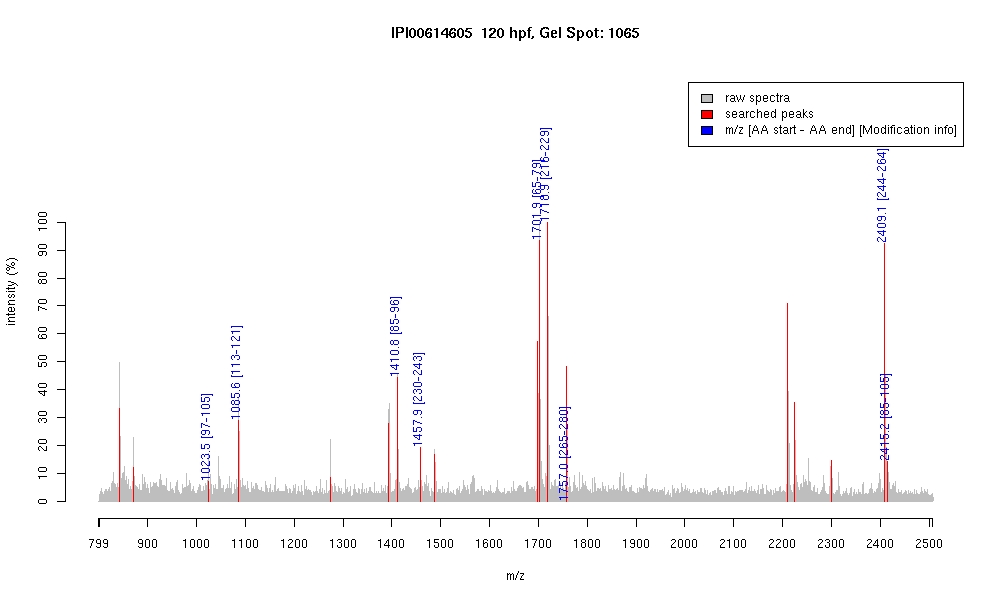 IPI00614605 120 hpf, Gel Spot: 1065
raw spectra
searched peaks
m/z [AA start - AA end] [Modification info]
intensity (%)
100
90
80
70
60
50
40
30
20
10
0
1023.5 [97-105]
1085.6 [113-121]
1410.8 [85-96]
1457.9 [230-243]
1701.9 [65-79]
1718.9 [216-229]
1757.0 [265-280]
2409.1 [244-264]
2415.2 [85-105]
799 900 1000 1100 1200 1300 1400 1500 1600 1700 1800 1900 2000 2100 2200 2300 2400 2500
m/z